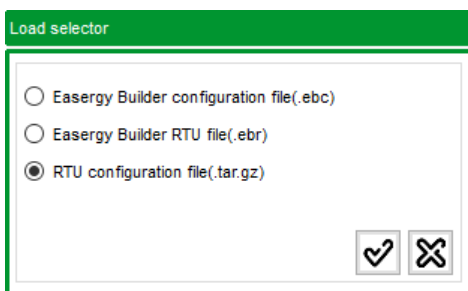 Load selector
Easergy Builder configuration file(.ebc)
Easergy Builder RTU file(.ebr)
RTU configuration file(.tar.gz)